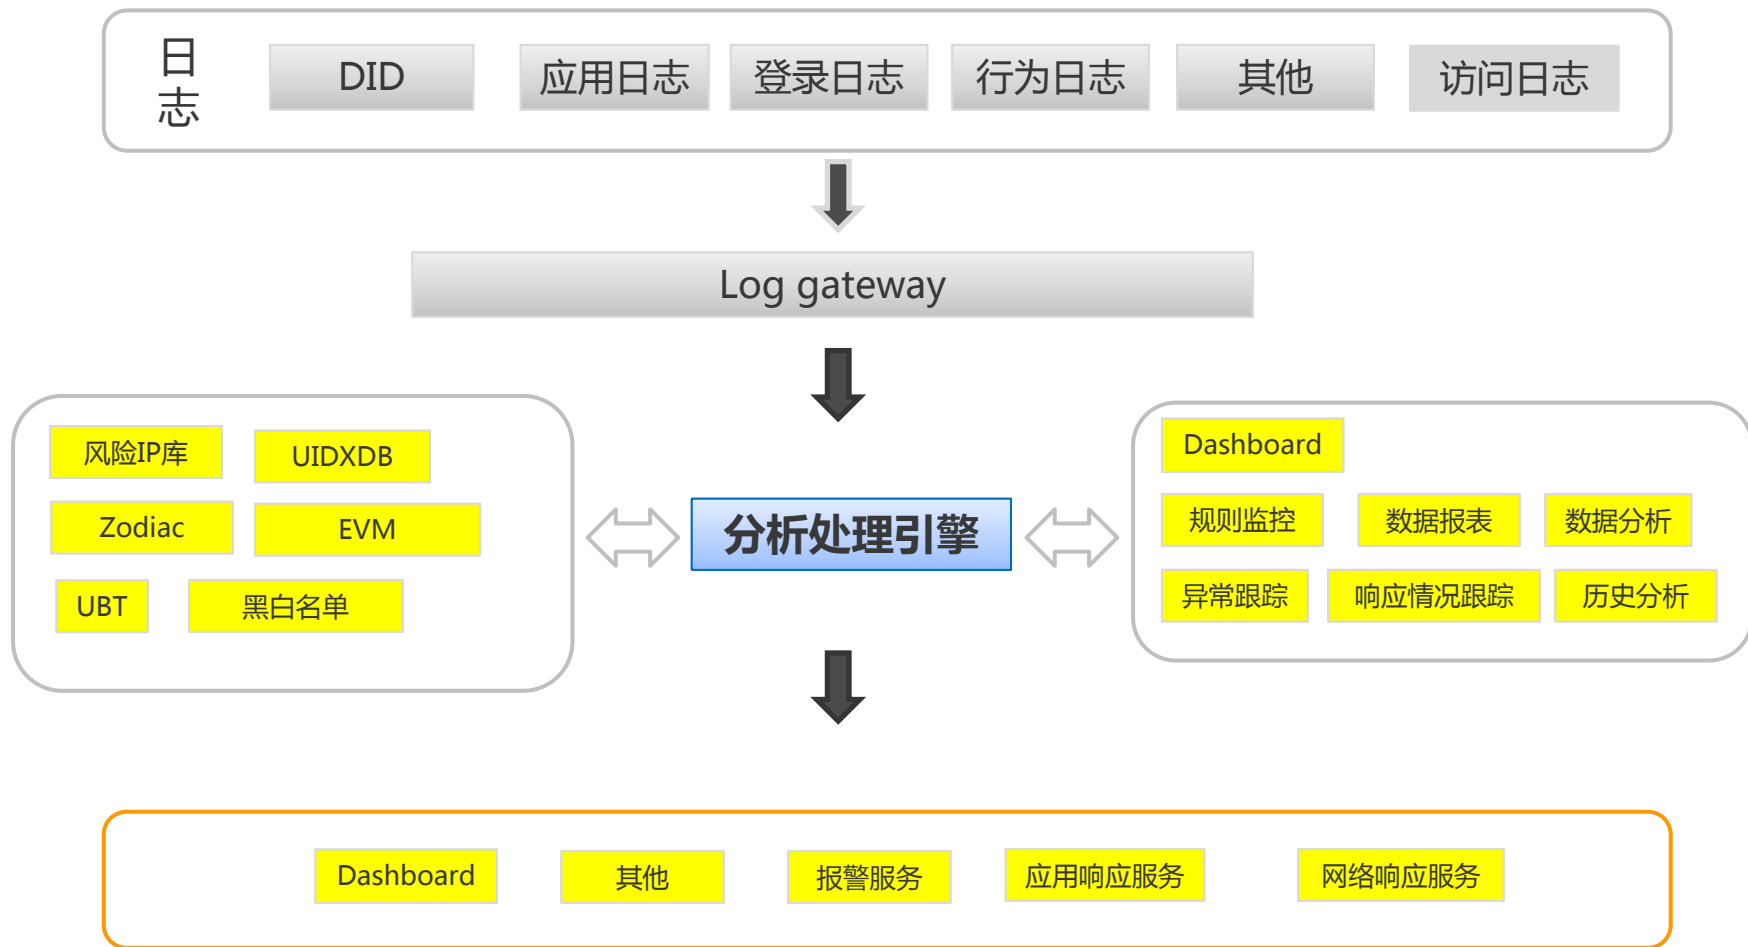 日志
DID
应用日志
登录日志
行为日志
其他
访问日志
Log gateway
风险IP库
UIDXDB
Zodiac
EVM
UBT
黑白名单
分析处理引擎
Dashboard
规则监控
数据报表
数据分析
异常跟踪
响应情况跟踪
历史分析
Dashboard
其他
报警服务
应用响应服务
网络响应服务